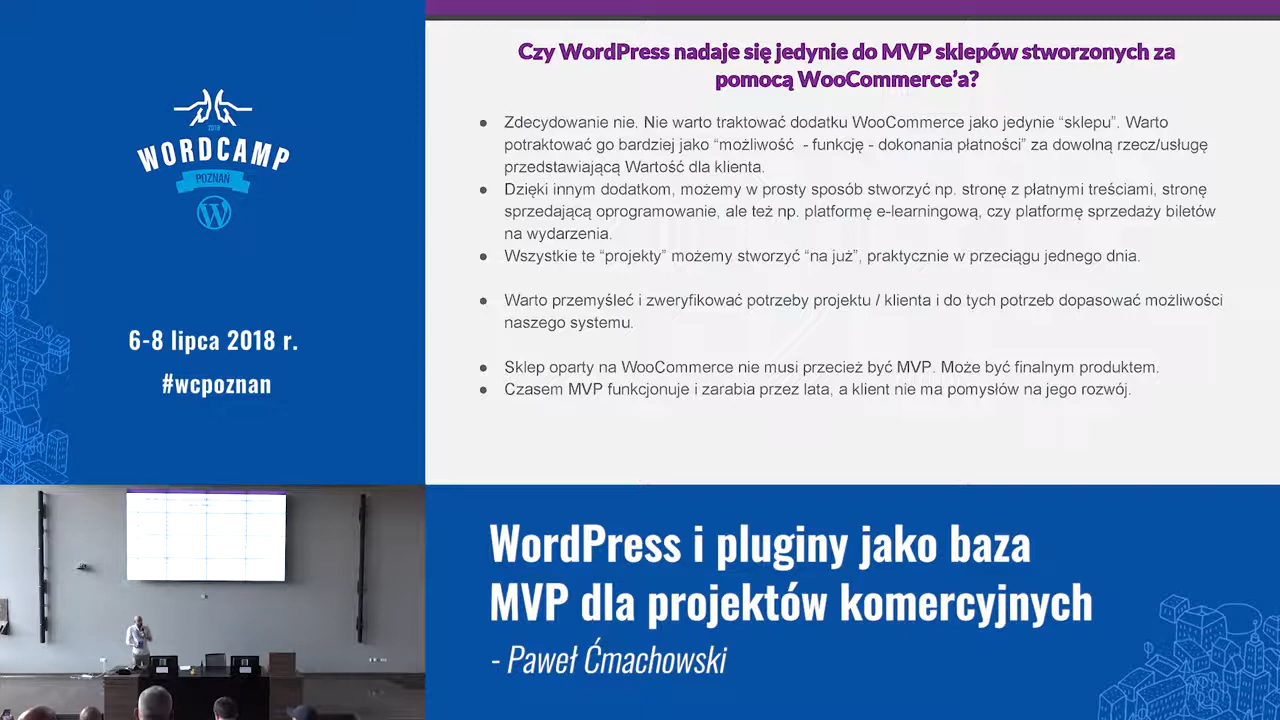 2018
WORDCAMP
POZNAŃ
6-8 lipca 2018 r.
#wcpoznan
Czy WordPress nadaje się jedynie do MVP sklepów stworzonych za
pomocą WooCommerce’a?
● Zdecydowanie nie. Nie warto traktować dodatku WooCommerce jako jedynie “sklepu”. Warto
potraktować go bardziej jako “możliwość - funkcję - dokonania płatności” za dowolną rzecz/usługę
przedstawiającą Wartość dla klienta.
● Dzięki innym dodatkom, możemy w prosty sposób stworzyć np. stronę z płatnymi treściami, stronę
sprzedającą oprogramowanie, ale też np. platformę e-learningową, czy platformę sprzedaży biletów
na wydarzenia.
● Wszystkie te “projekty” możemy stworzyć “na już”, praktycznie w przeciągu jednego dnia.
● Warto przemyśleć i zweryfikować potrzeby projektu / klienta i do tych potrzeb dopasować możliwości
naszego systemu.
● Sklep oparty na WooCommerce nie musi przecież być MVP. Może być finalnym produktem.
● Czasem MVP funkcjonuje i zarabia przez lata, a klient nie ma pomysłów na jego rozwój.
WordPress i pluginy jako baza
MVP dla projektów komercyjnych
- Paweł Ćmachowski